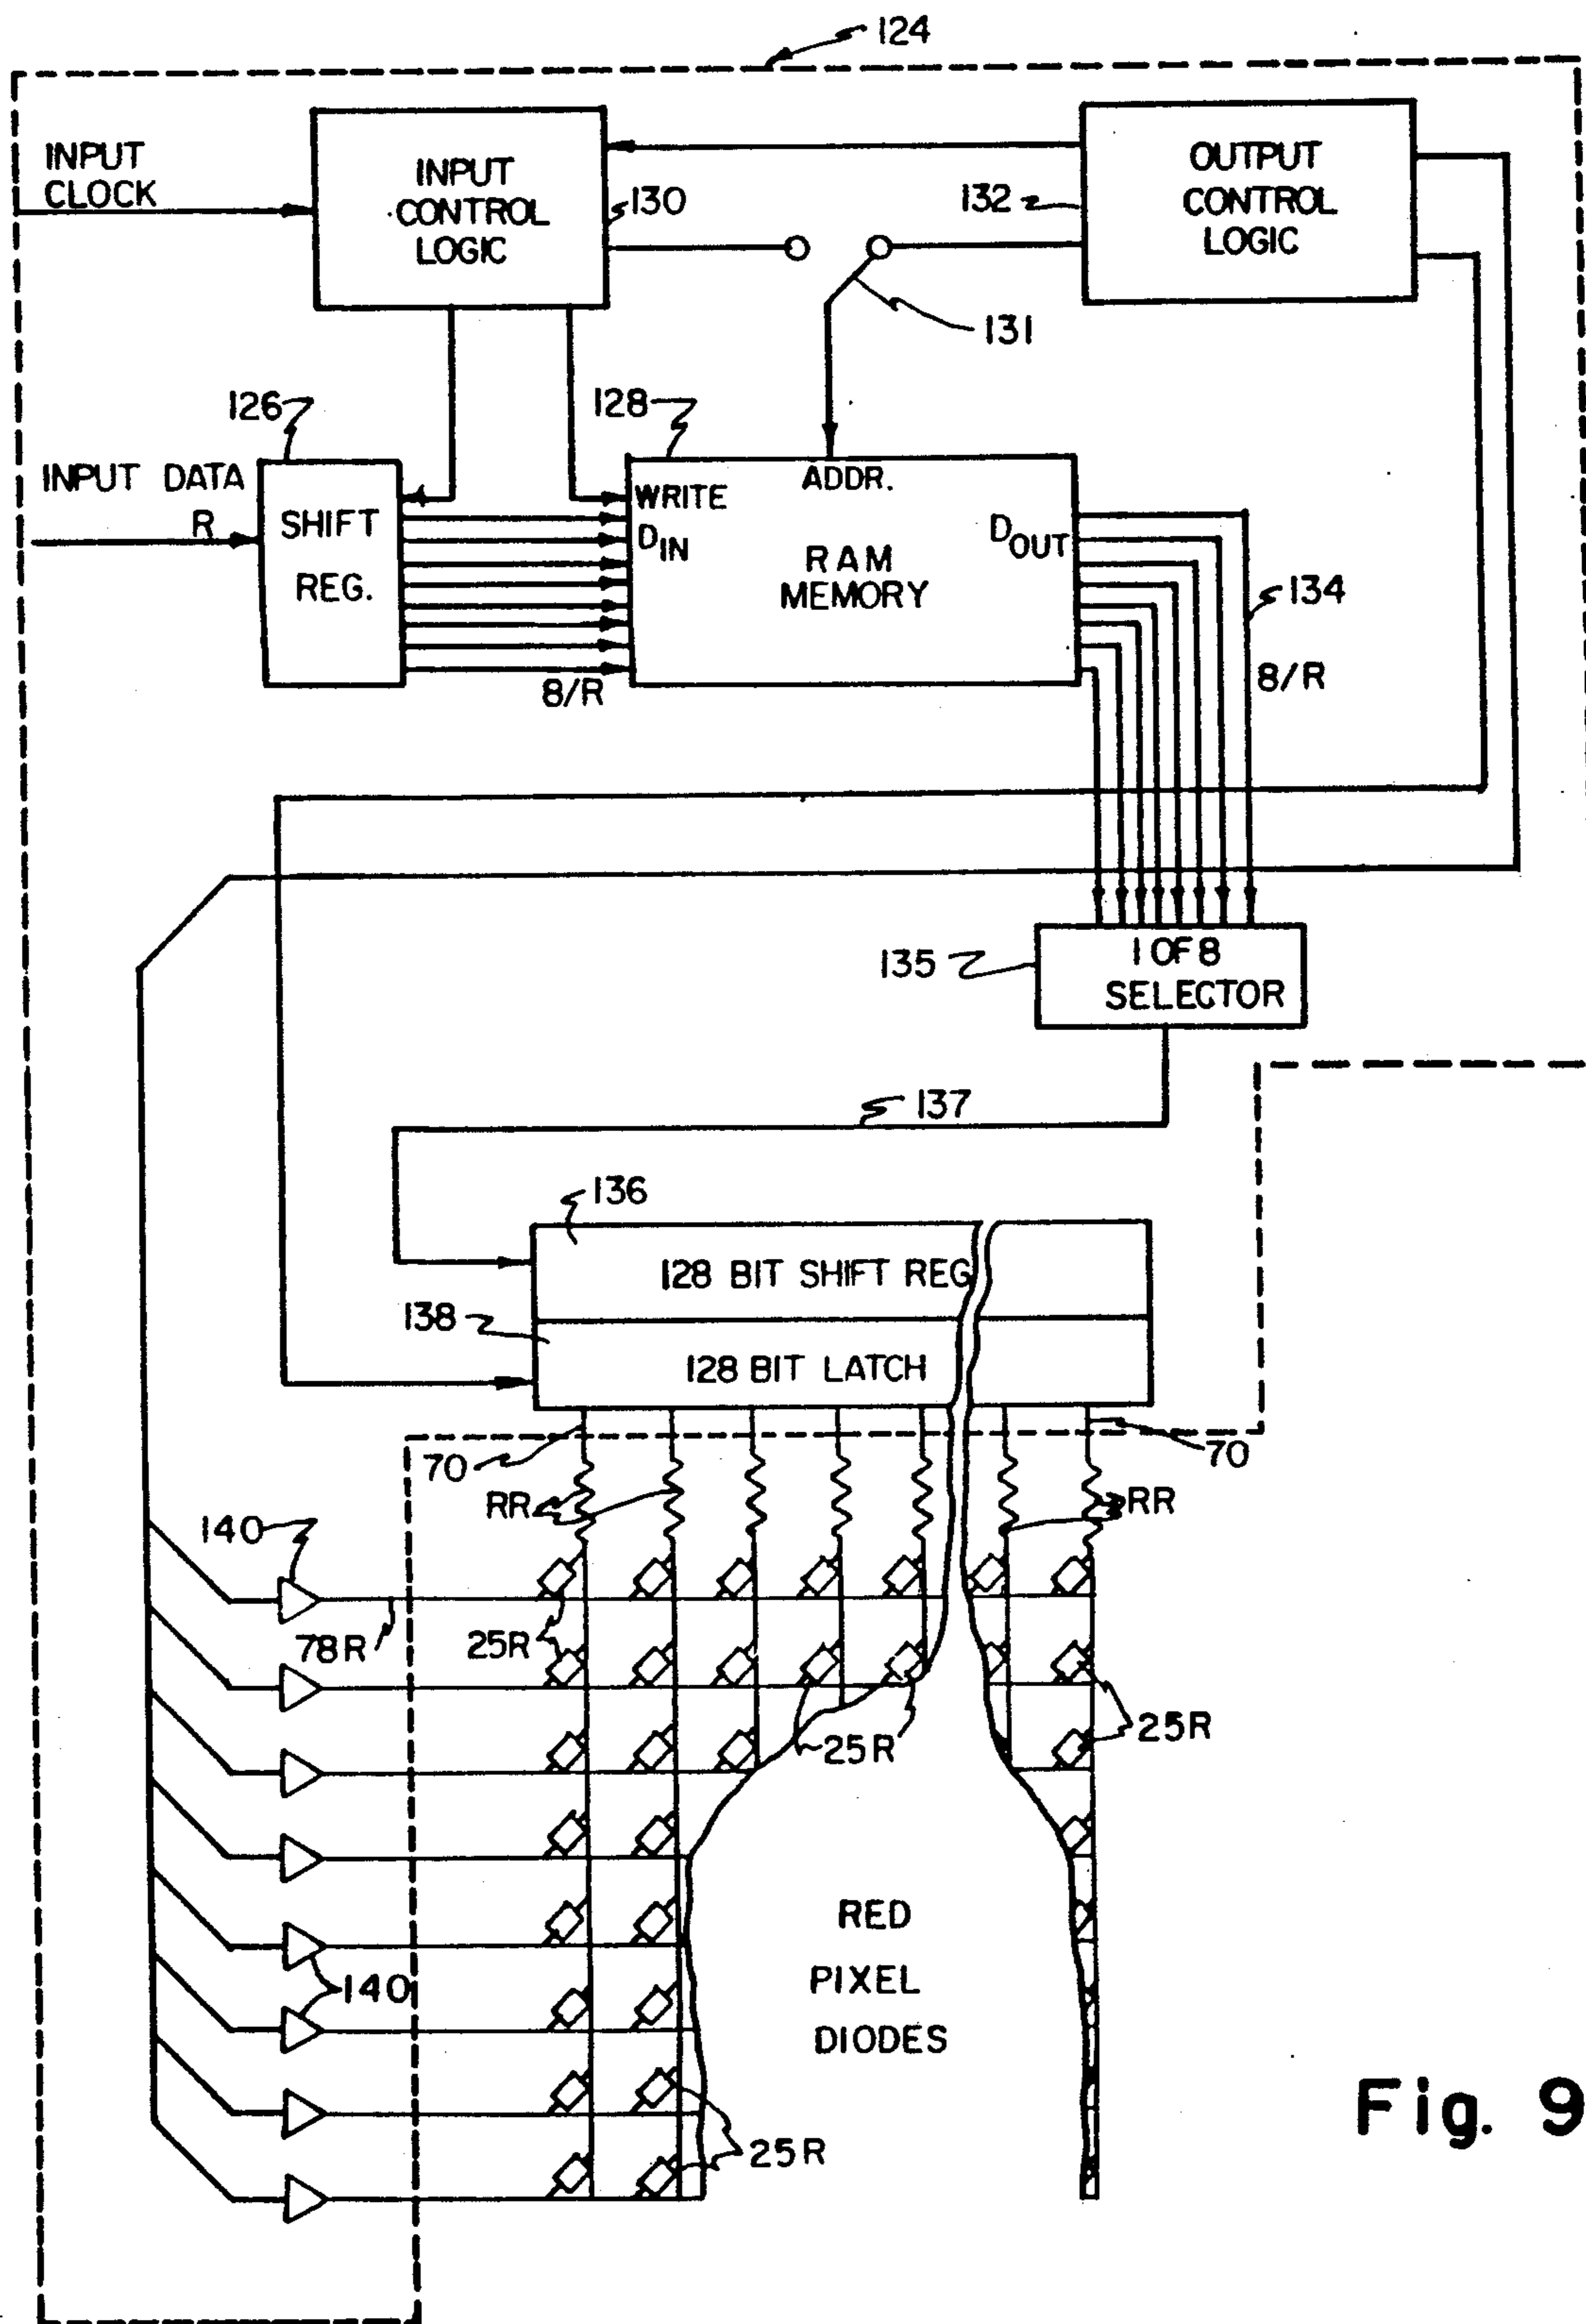 124
INPUT
CLOCK
INPUT
CONTROL
LOGIC
130
132
OUTPUT
CONTROL
LOGIC
131
126
128
INPUT DATA
R
SHIFT
REG.
WRITE
DIN
ADDR.
RAM
MEMORY
DOUT
134
8/R
8/R
135
1 OF 8
SELECTOR
137
136
128 BIT SHIFT REG
138
128 BIT LATCH
70
70
RR
RR
140
78R
25R
25R
25R
RED
PIXEL
DIODES
140
25R
Fig. 9